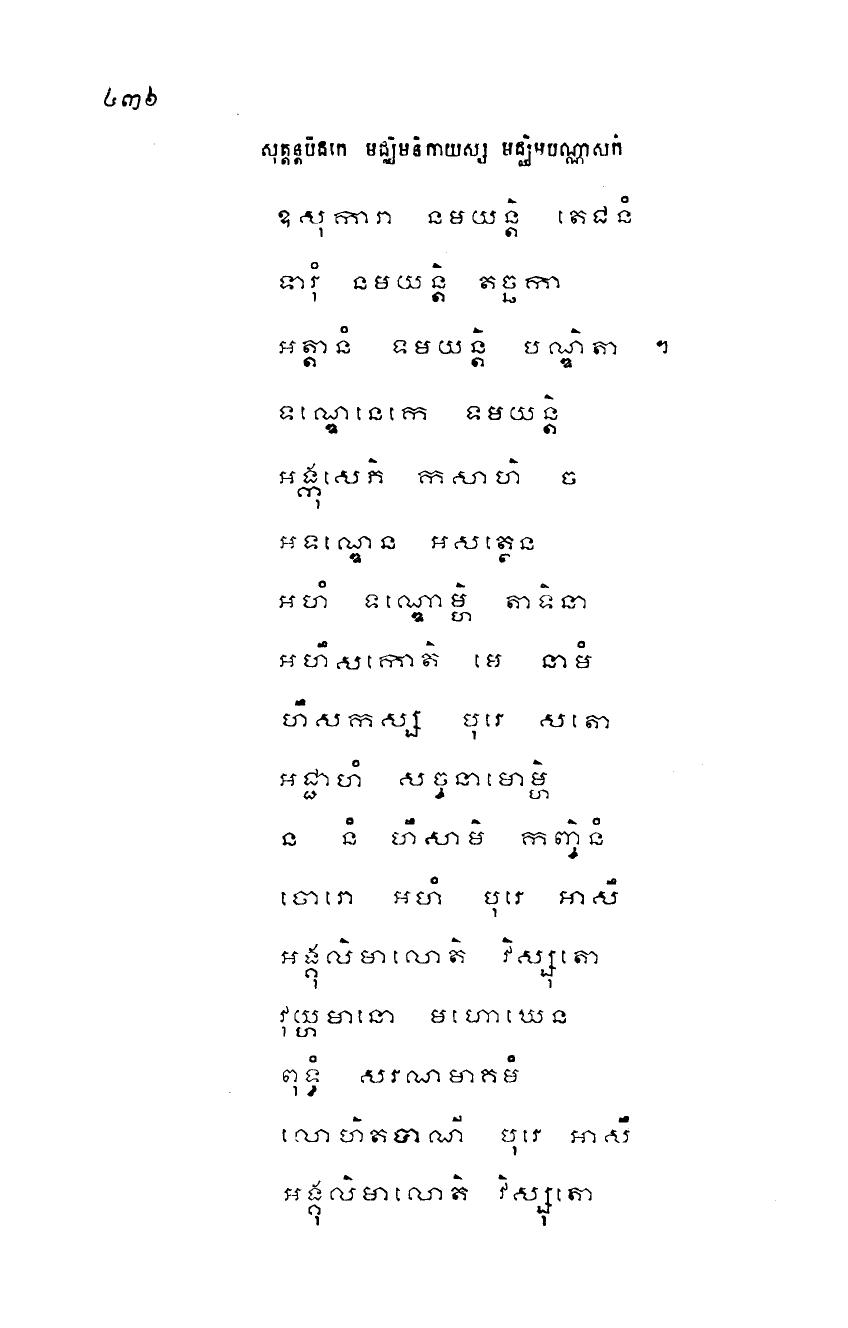 ៤៣៦
សុត្តន្តបិដកេ មជ្ឈិមនិកាយស្ស មជ្ឈិមបណ្ណាសកំ
ឧសុការា នមយន្តិ តេជនំ
ទារុំ នមយន្តិ តច្ឆកា
អត្តានំ ទមយន្តិ បណ្ឌិតា ។
ទណ្ឌេនេកេ ទមយន្តិ
អង្កុសេភិ កសាហិ ច
អទណ្ឌេន អសត្ថេន
អហំ ទណ្ឌោម្ហិ តាទិនា
អហឹសកោតិ មេ នាមំ
ហឹសកស្ស បុរេ សតោ
អជ្ជាហំ សច្ចនាមោម្ហិ
ន នំ ហឹសាមិ កញ្ចិនំ
ចោរោ អហំ បុរេ អាសឹ
អង្គុលិមាលោតិ វិស្សុតោ
វុយ្ហមានោ មហោឃេន
ពុទ្ធំ សរណមាគមំ
លោហិតបាណី បុរេ អាសឹ
អង្គុលិមាលោតិ វិស្សុតោ